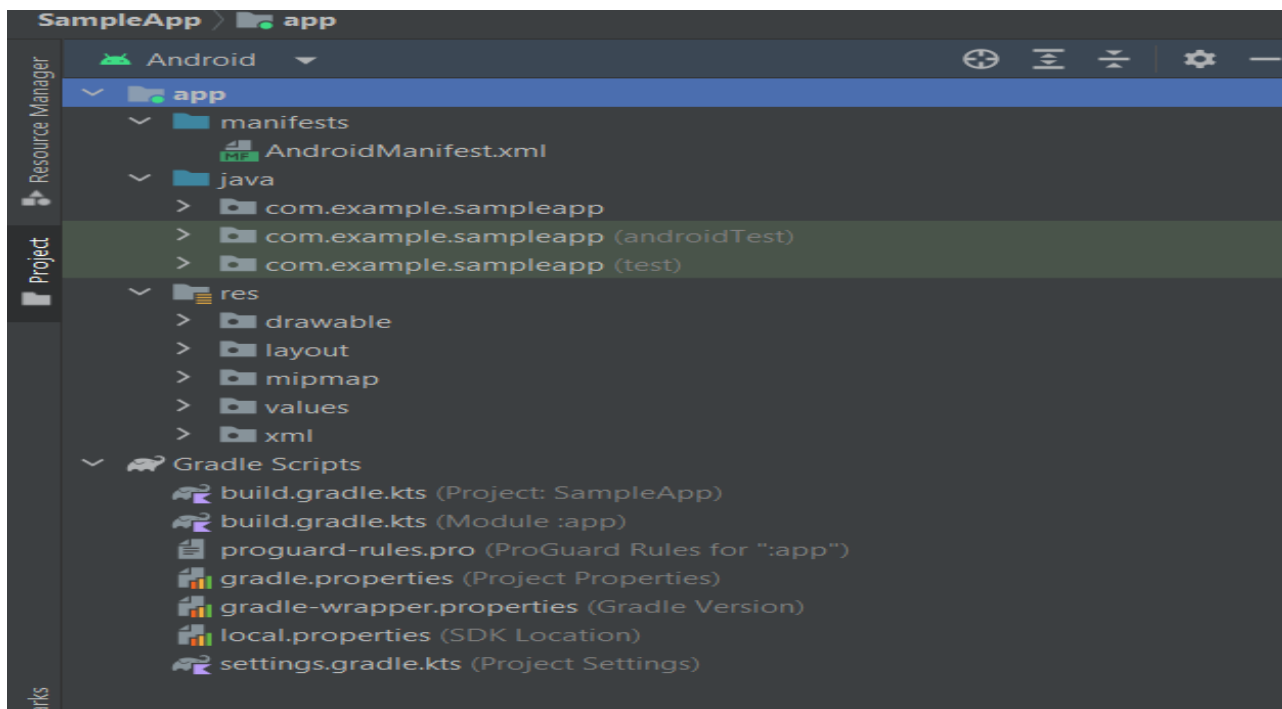 SampleApp app
Android
Resource Manager
Project
app
manifests
MF AndroidManifest.xml
java
com.example.sampleapp
com.example.sampleapp (androidTest)
com.example.sampleapp (test)
res
drawable
layout
mipmap
values
xml
Gradle Scripts
build.gradle.kts (Project: SampleApp)
build.gradle.kts (Module :app)
proguard-rules.pro (ProGuard Rules for ":app")
gradle.properties (Project Properties)
gradle-wrapper.properties (Gradle Version)
local.properties (SDK Location)
settings.gradle.kts (Project Settings)